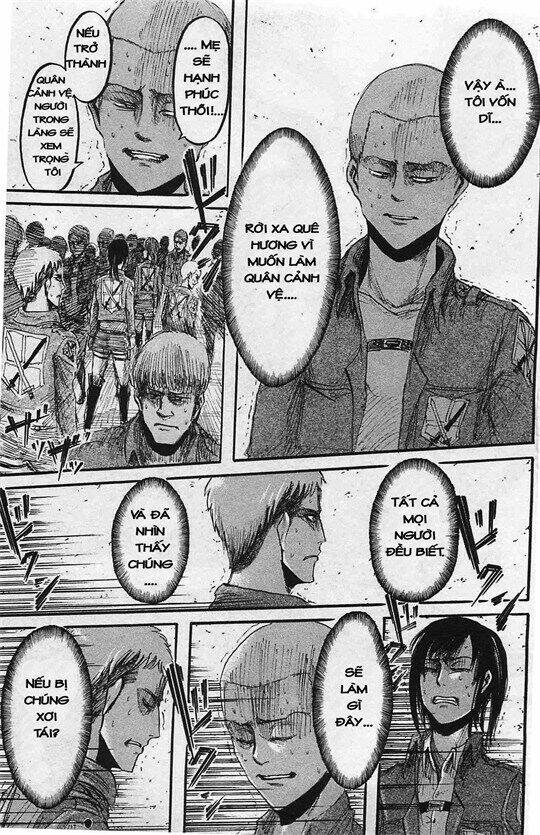 VẬY À...
TÔI VỐN
DĨ...
RỜI XA QUÊ
HƯƠNG VÌ
MUỐN LÀM
QUÂN CẢNH
VỆ....
.... MẸ
SẼ
HẠNH
PHÚC
THÔI!...
NẾU
TRỞ
THÀNH
QUÂN
CẢNH VỆ,
NGƯỜI
TRONG
LÀNG SẼ
XEM
TRỌNG
TÔI
TẤT CẢ
MỌI
NGƯỜI
ĐỀU BIẾT.
VÀ ĐÃ
NHÌN
THẤY
CHÚNG
....
SẼ
LÀM
GÌ
ĐÂY...
NẾU BỊ
CHÚNG
XƠI
TÁI?